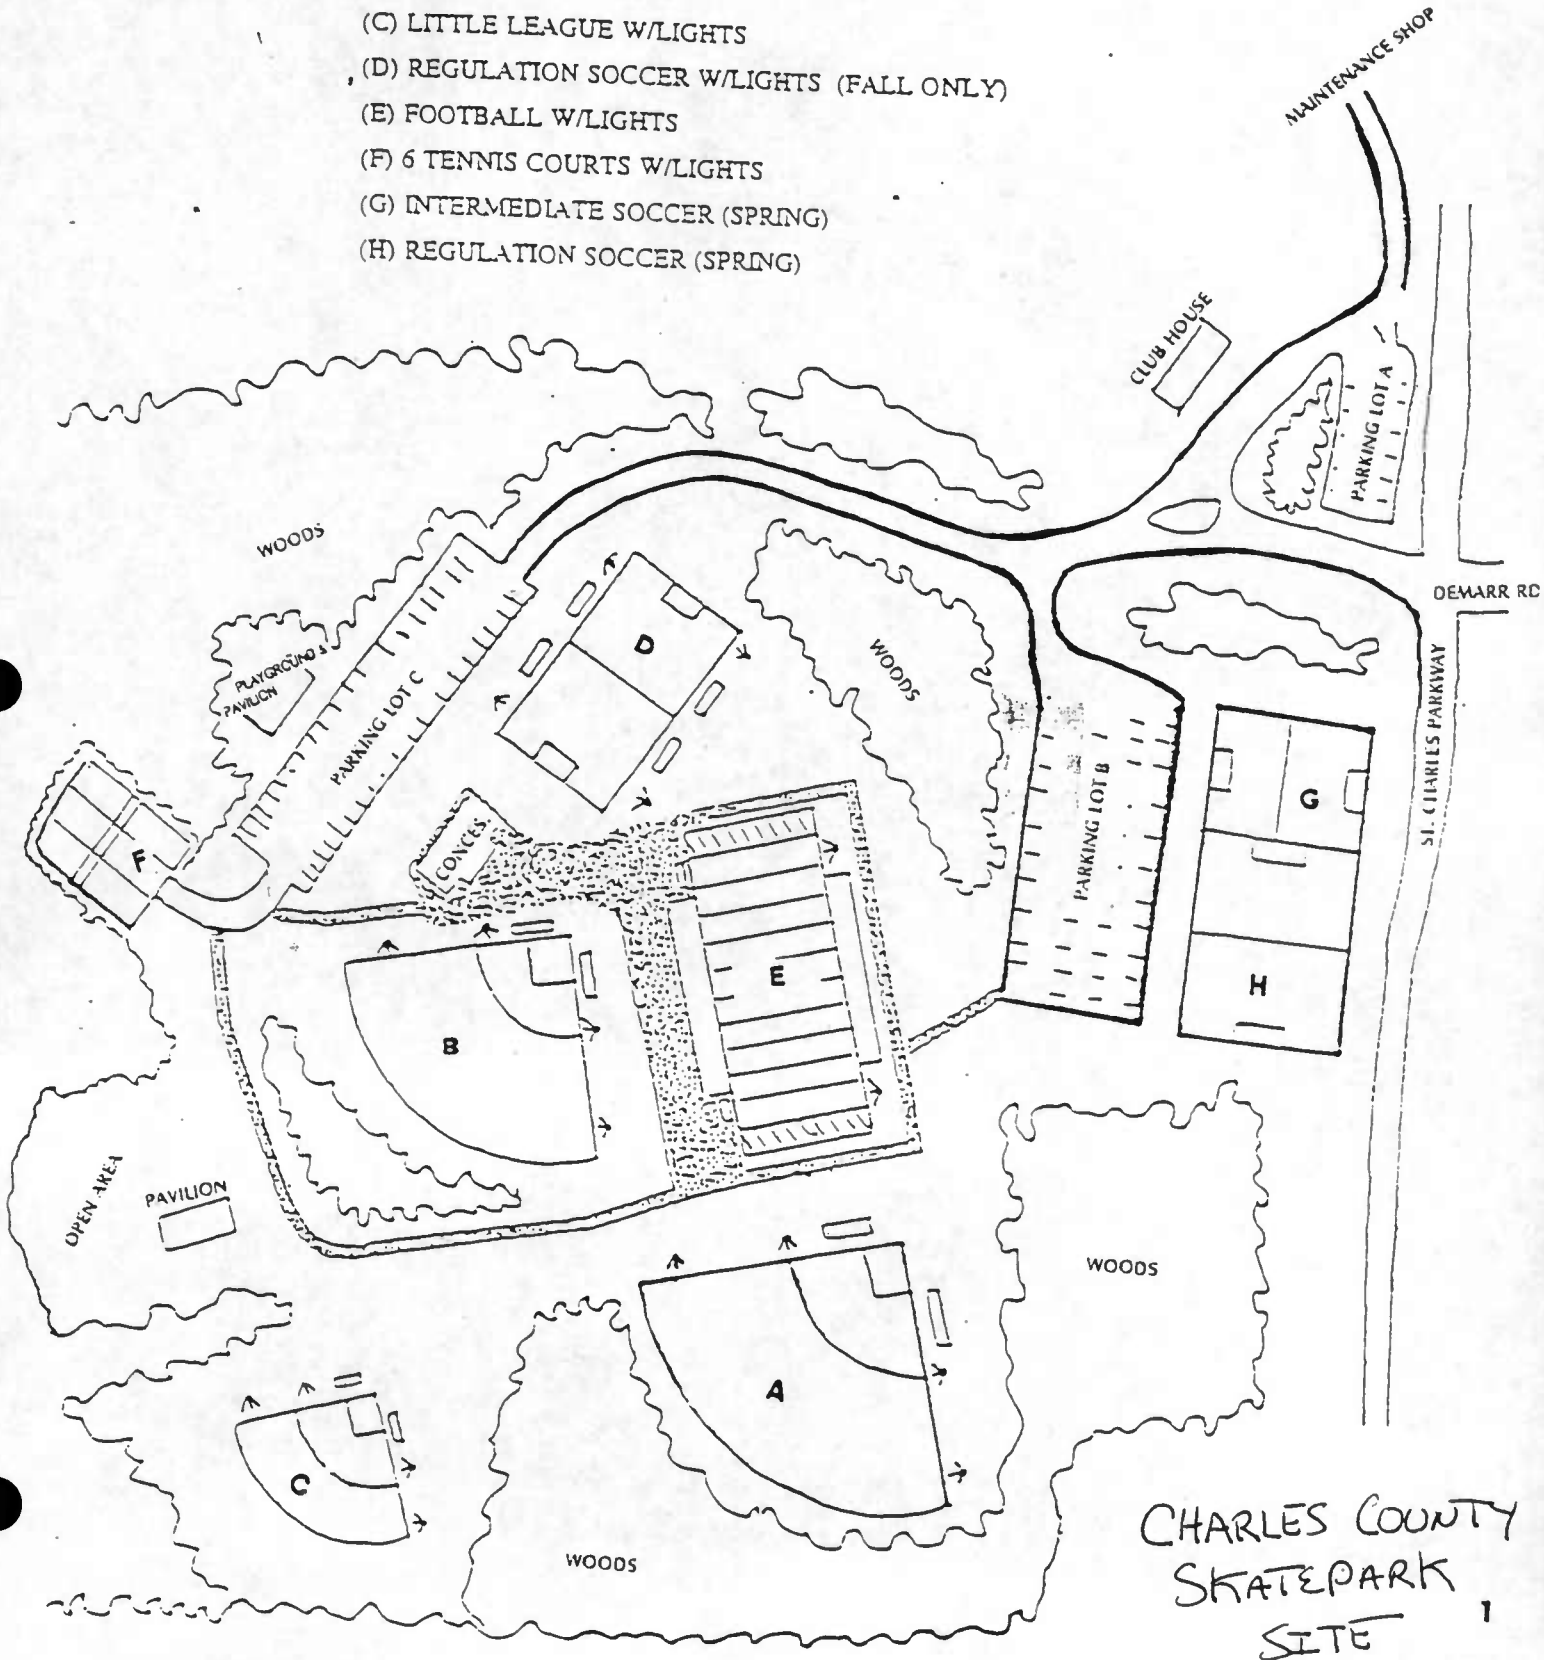 (C) LITTLE LEAGUE W/LIGHTS
(D) REGULATION SOCCER W/LIGHTS (FALL ONLY)
(E) FOOTBALL W/LIGHTS
(F) 6 TENNIS COURTS W/LIGHTS
(G) INTERMEDIATE SOCCER (SPRING)
(H) REGULATION SOCCER (SPRING)
MAINTENANCE SHOP
CLUB HOUSE
PARKING LOT A
WOODS
DEMARR RD
D
WOODS
PLAYGROUND &
PAVILION
PARKING LOT C
ST. CHARLES PARKWAY
PARKING LOT B
G
F
CONCES.
E
H
B
OPEN AREA
PAVILION
WOODS
A
C
WOODS
CHARLES COUNTY
SKATEPARK
SITE
1